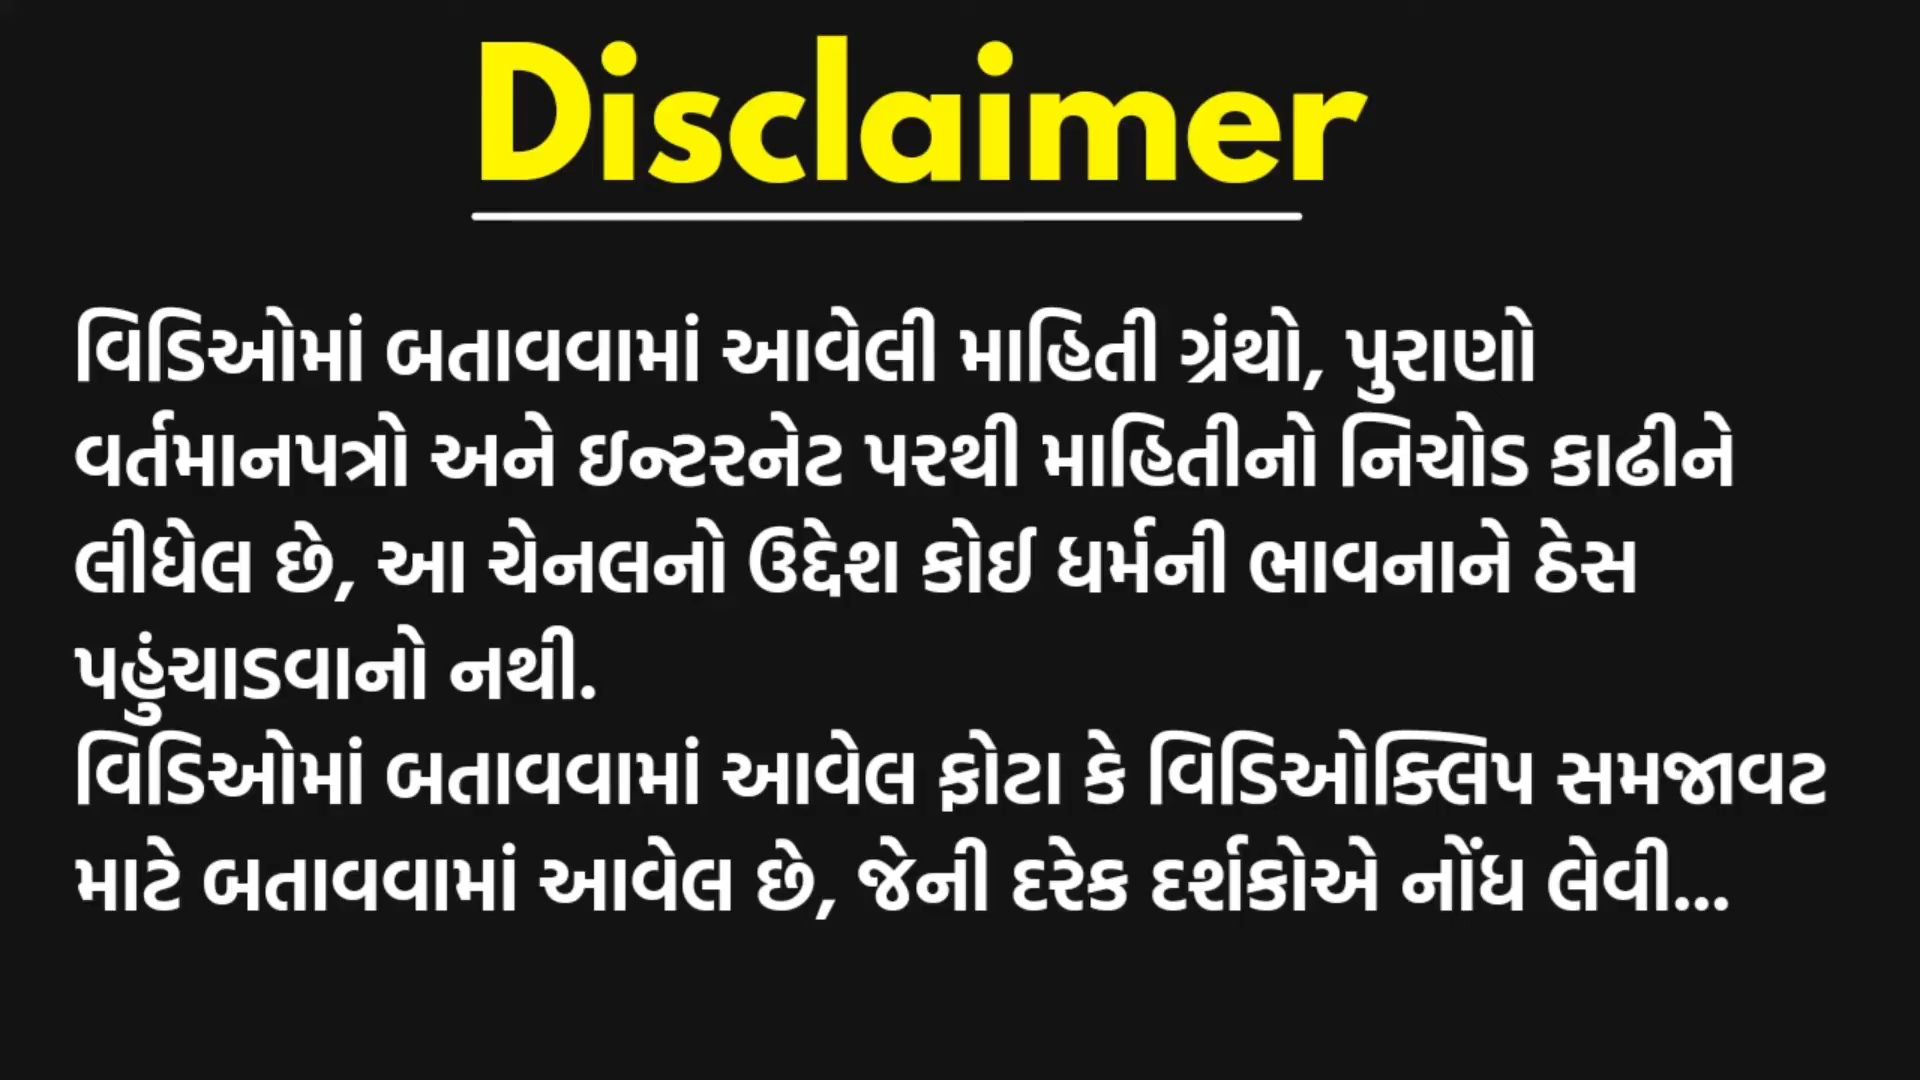 Disclaimer
વિડિઓમાં બતાવવામાં આવેલી માહિતી ગ્રંથો, પુરાણો
વર્તમાનપત્રો અને ઇન્ટરનેટ પરથી માહિતીનો નિચોડ કાઢીને
લીધેલ છે, આ ચેનલનો ઉદ્દેશ કોઈ ધર્મની ભાવનાને ઠેસ
પહુંચાડવાનો નથી.
વિડિઓમાં બતાવવામાં આવેલ ફોટા કે વિડિઓક્લિપ સમજાવટ
માટે બતાવવામાં આવેલ છે, જેની દરેક દર્શકોએ નોંધ લેવી...